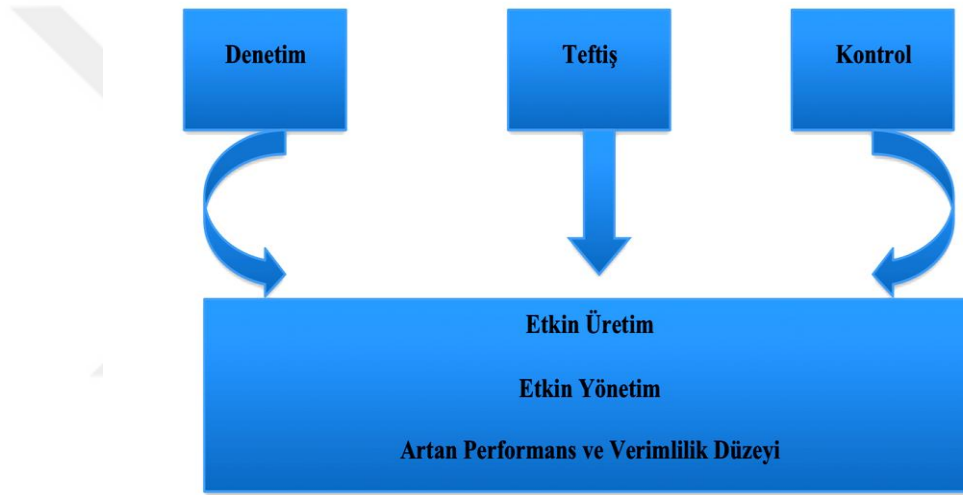 Denetim
Teftiş
Kontrol
Etkin Üretim
Etkin Yönetim
Artan Performans ve Verimlilik Düzeyi